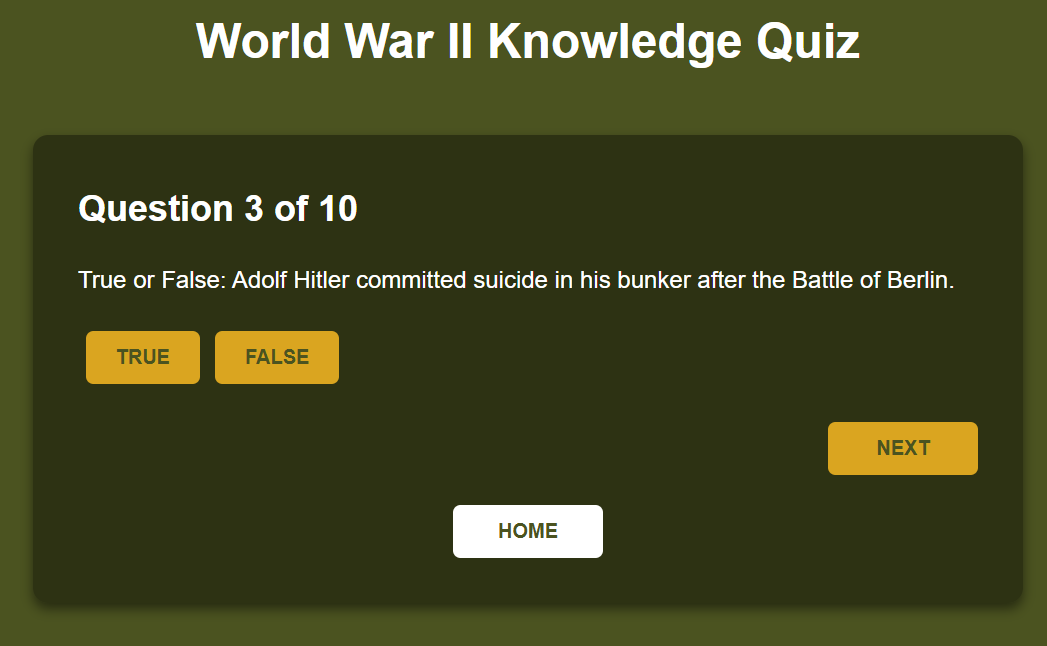 World War II Knowledge Quiz
Question 3 of 10
True or False: Adolf Hitler committed suicide in his bunker after the Battle of Berlin.
TRUE FALSE
NEXT
HOME